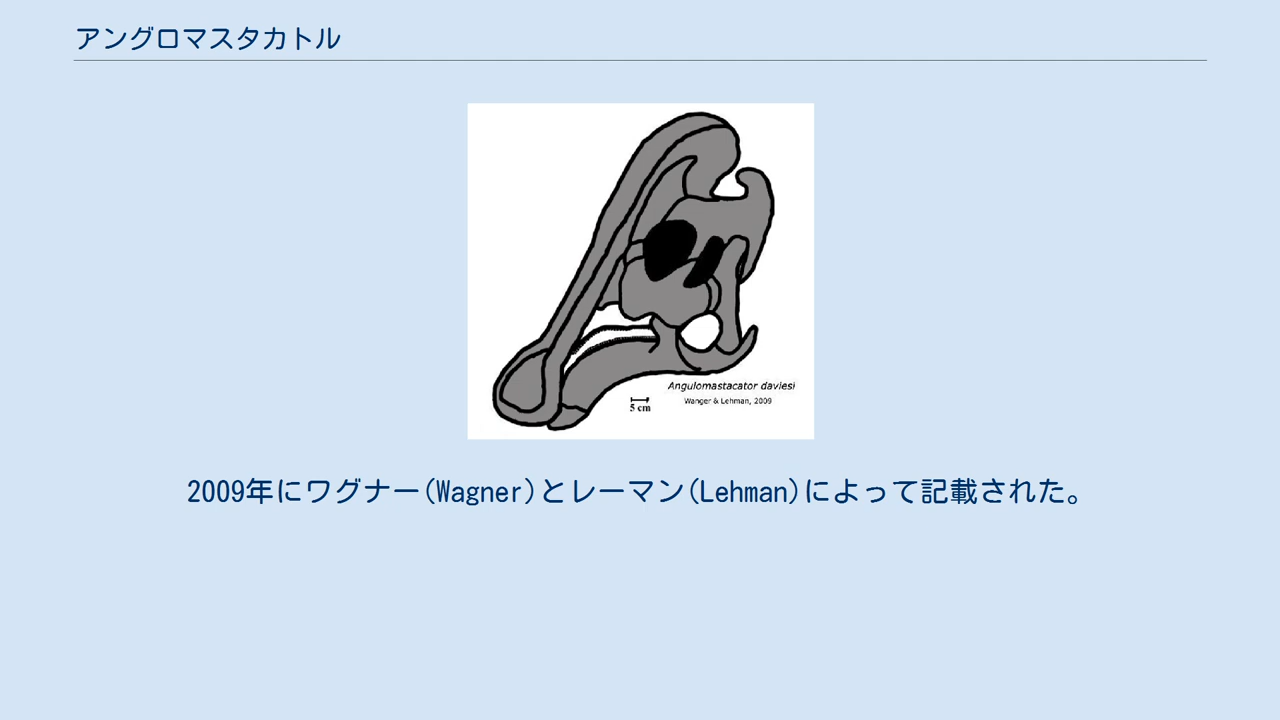 アングロマスタカトル
Angulomastacator daviesi
Wanger & Lehman, 2009
5 cm
2009年にワグナー(Wagner)とレーマン(Lehman)によって記載された。